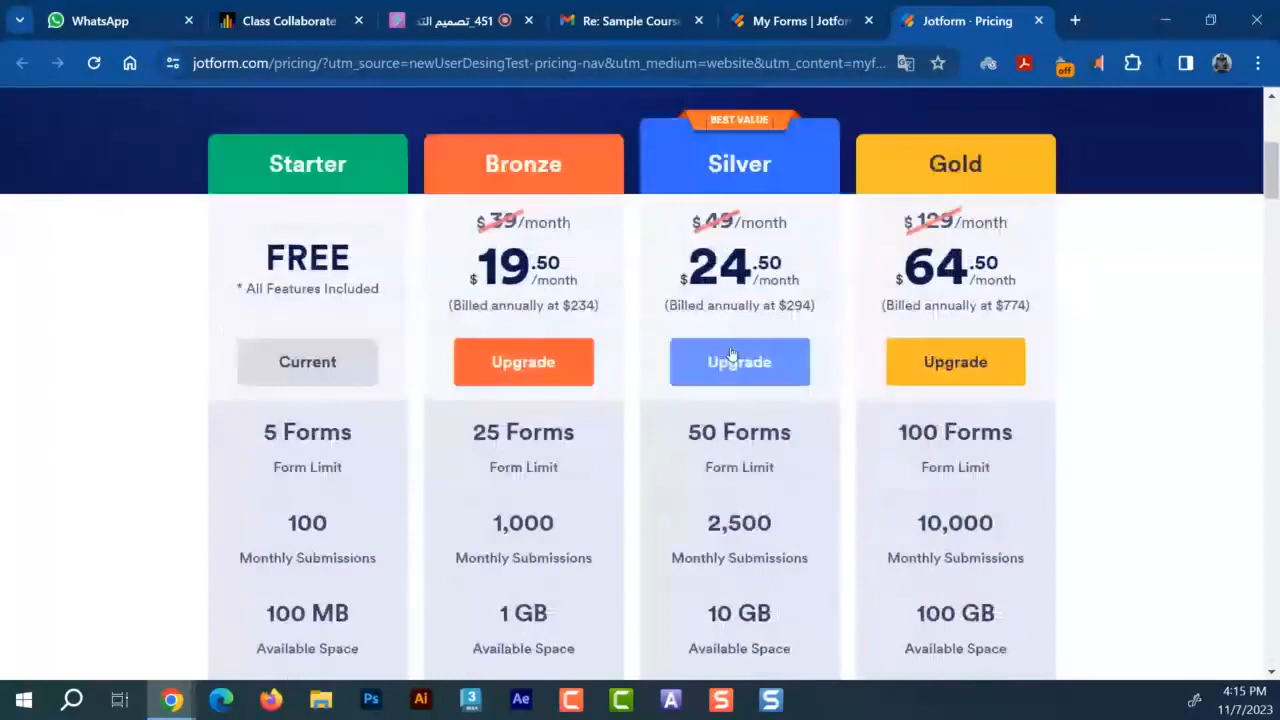 WhatsApp
Class Collaborate
451_تصميم الت
Re: Sample Cours
My Forms | Jotfor
Jotform · Pricing
jotform.com/pricing/?utm_source=newUserDesingTest-pricing-nav&utm_medium=website&utm_content=myf...
off
BEST VALUE
Starter
Bronze
Silver
Gold
$39/month
$49/month
$129/month
FREE
$19.50/month
$24.50/month
$64.50/month
* All Features Included
(Billed annually at $234)
(Billed annually at $294)
(Billed annually at $774)
Current
Upgrade
Upgrade
Upgrade
5 Forms
25 Forms
50 Forms
100 Forms
Form Limit
Form Limit
Form Limit
Form Limit
100
1,000
2,500
10,000
Monthly Submissions
Monthly Submissions
Monthly Submissions
Monthly Submissions
100 MB
1 GB
10 GB
100 GB
Available Space
Available Space
Available Space
Available Space
Ps
Ai
3
Ae
C
C
A
S
S
4:15 PM
11/7/2023